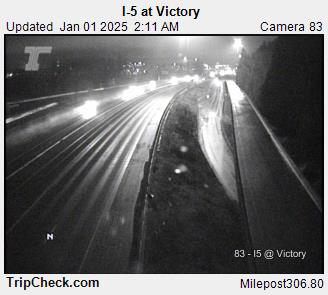 I-5 at Victory
Updated Jan 01 2025 2:11 AM Camera 83
T
N
83 - I5 @ Victory
TripCheck.com Milepost306.80